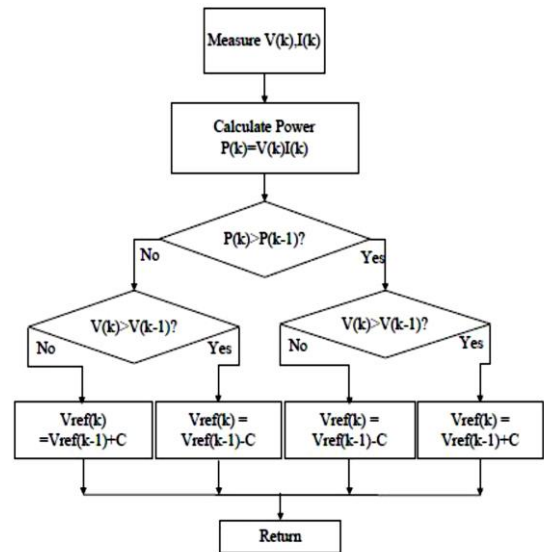 Measure V(k),I(k)
Calculate Power
P(k)=V(k)I(k)
P(k)>P(k-1)?
No
Yes
V(k)>V(k-1)?
No
Yes
V(k)>V(k-1)?
No
Yes
Vref(k)
=Vref(k-1)+C
Vref(k) =
Vref(k-1)-C
Vref(k) =
Vref(k-1)-C
Vref(k) =
Vref(k-1)+C
Return